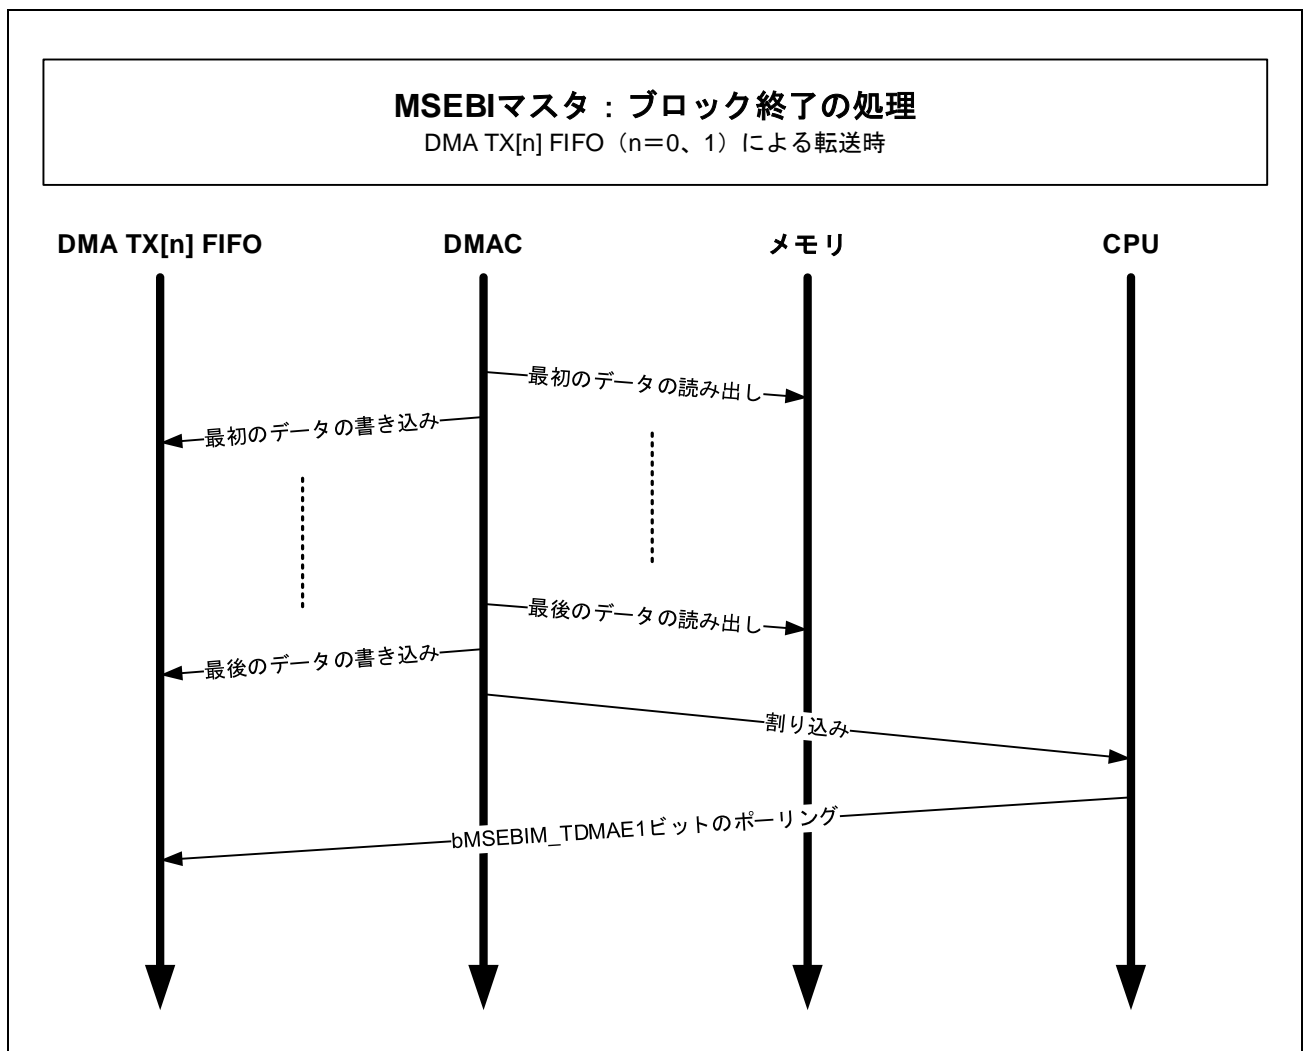 MSEBIマスタ：ブロック終了の処理
DMA TX[n] FIFO（n＝0、1）による転送時
DMA TX[n] FIFO
DMAC
メモリ
CPU
最初のデータの読み出し
最初のデータの書き込み
最後のデータの読み出し
最後のデータの書き込み
割り込み
bMSEBIM_TDMAE1ビットのポーリング